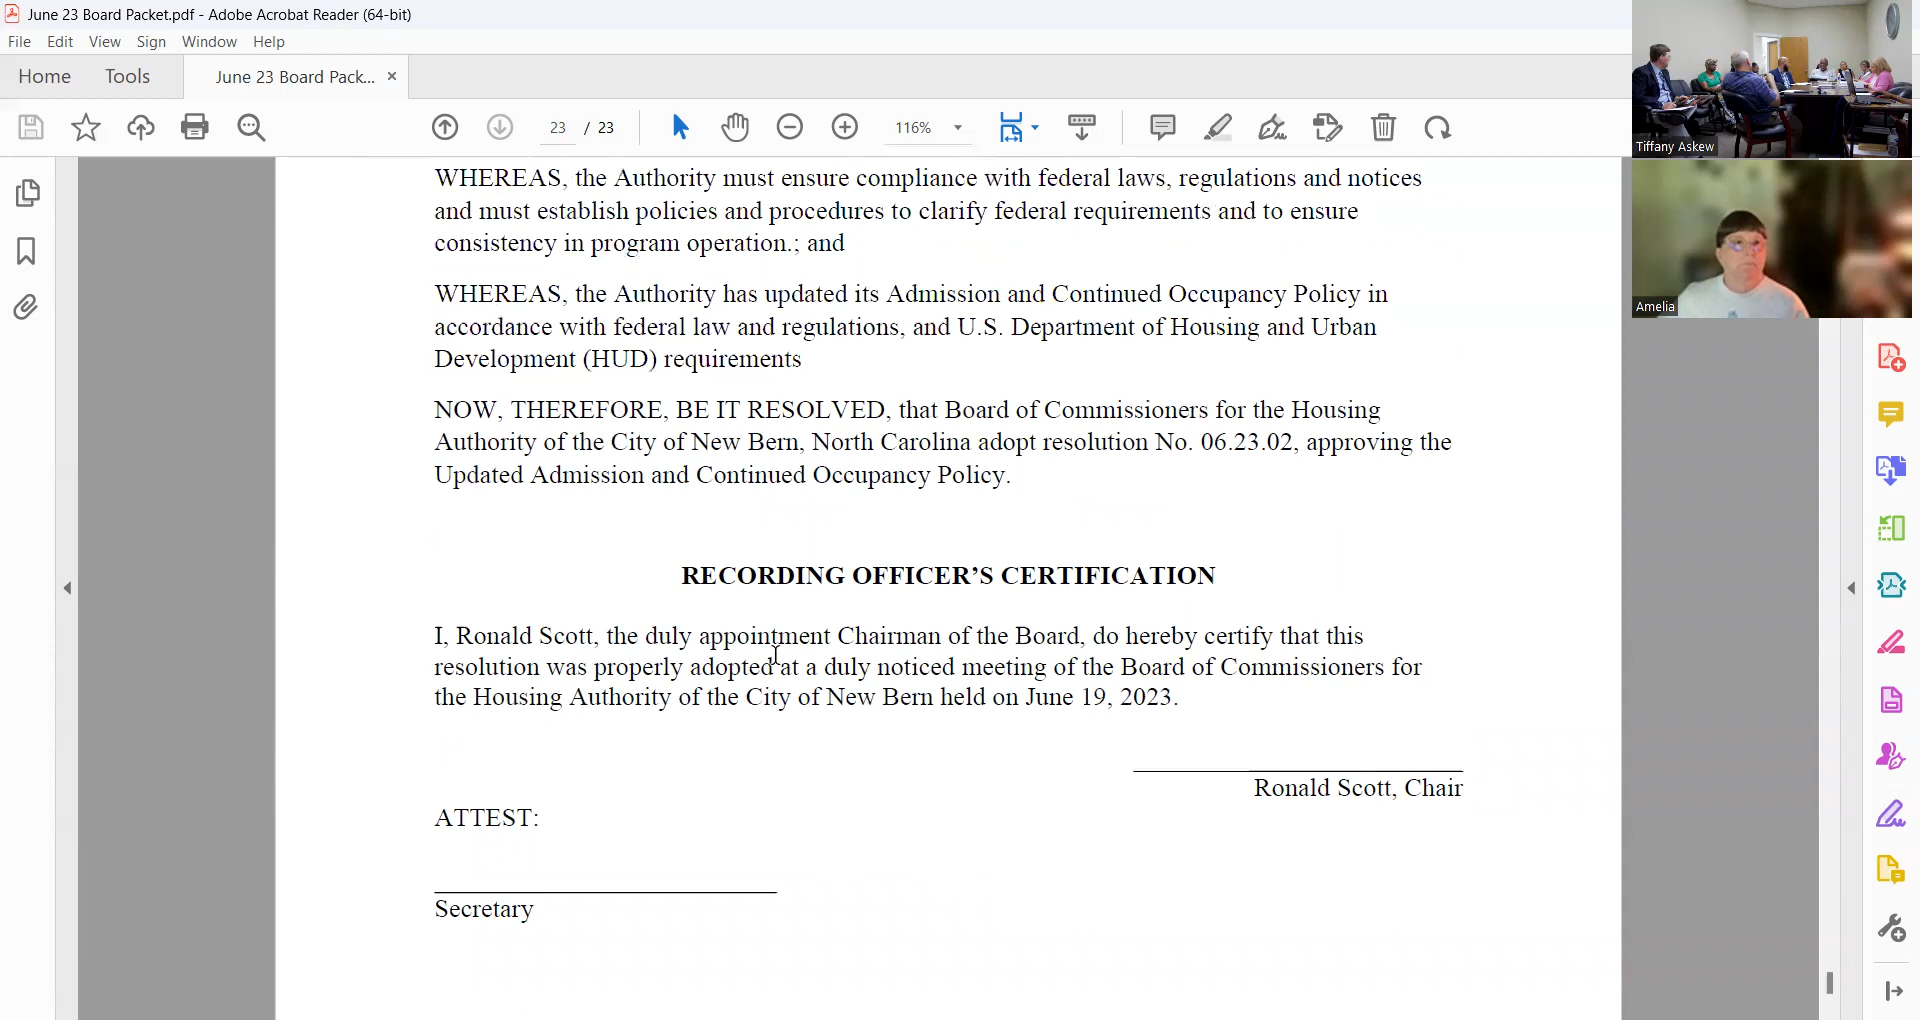 June 23 Board Packet.pdf - Adobe Acrobat Reader (64-bit)
File Edit View Sign Window Help
Home Tools June 23 Board Pack... ×
23 / 23 116%
Tiffany Askew
Amelia
WHEREAS, the Authority must ensure compliance with federal laws, regulations and notices
and must establish policies and procedures to clarify federal requirements and to ensure
consistency in program operation.; and
WHEREAS, the Authority has updated its Admission and Continued Occupancy Policy in
accordance with federal law and regulations, and U.S. Department of Housing and Urban
Development (HUD) requirements
NOW, THEREFORE, BE IT RESOLVED, that Board of Commissioners for the Housing
Authority of the City of New Bern, North Carolina adopt resolution No. 06.23.02, approving the
Updated Admission and Continued Occupancy Policy.
RECORDING OFFICER'S CERTIFICATION
I, Ronald Scott, the duly appointment Chairman of the Board, do hereby certify that this
resolution was properly adopted at a duly noticed meeting of the Board of Commissioners for
the Housing Authority of the City of New Bern held on June 19, 2023.
Ronald Scott, Chair
ATTEST:
Secretary